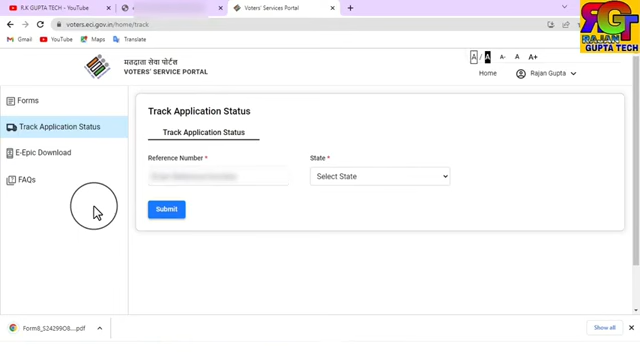 R.K GUPTA TECH - YouTube
Voters' Services Portal
voters.eci.gov.in/home/track
Gmail
YouTube
Maps
Translate
RGT
RAJAN
GUPTA TECH
मतदाता सेवा पोर्टल
VOTERS' SERVICE PORTAL
A / A A- A A+
Home
Rajan Gupta
Forms
Track Application Status
E-Epic Download
FAQs
Track Application Status
Track Application Status
Reference Number *
State *
Select State
Submit
Show all